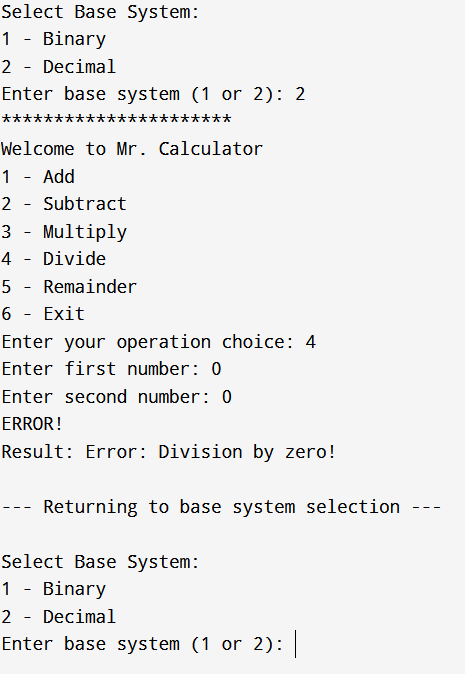 Select Base System:
1 - Binary
2 - Decimal
Enter base system (1 or 2): 2
**********************
Welcome to Mr. Calculator
1 - Add
2 - Subtract
3 - Multiply
4 - Divide
5 - Remainder
6 - Exit
Enter your operation choice: 4
Enter first number: 0
Enter second number: 0
ERROR!
Result: Error: Division by zero!
--- Returning to base system selection ---
Select Base System:
1 - Binary
2 - Decimal
Enter base system (1 or 2):